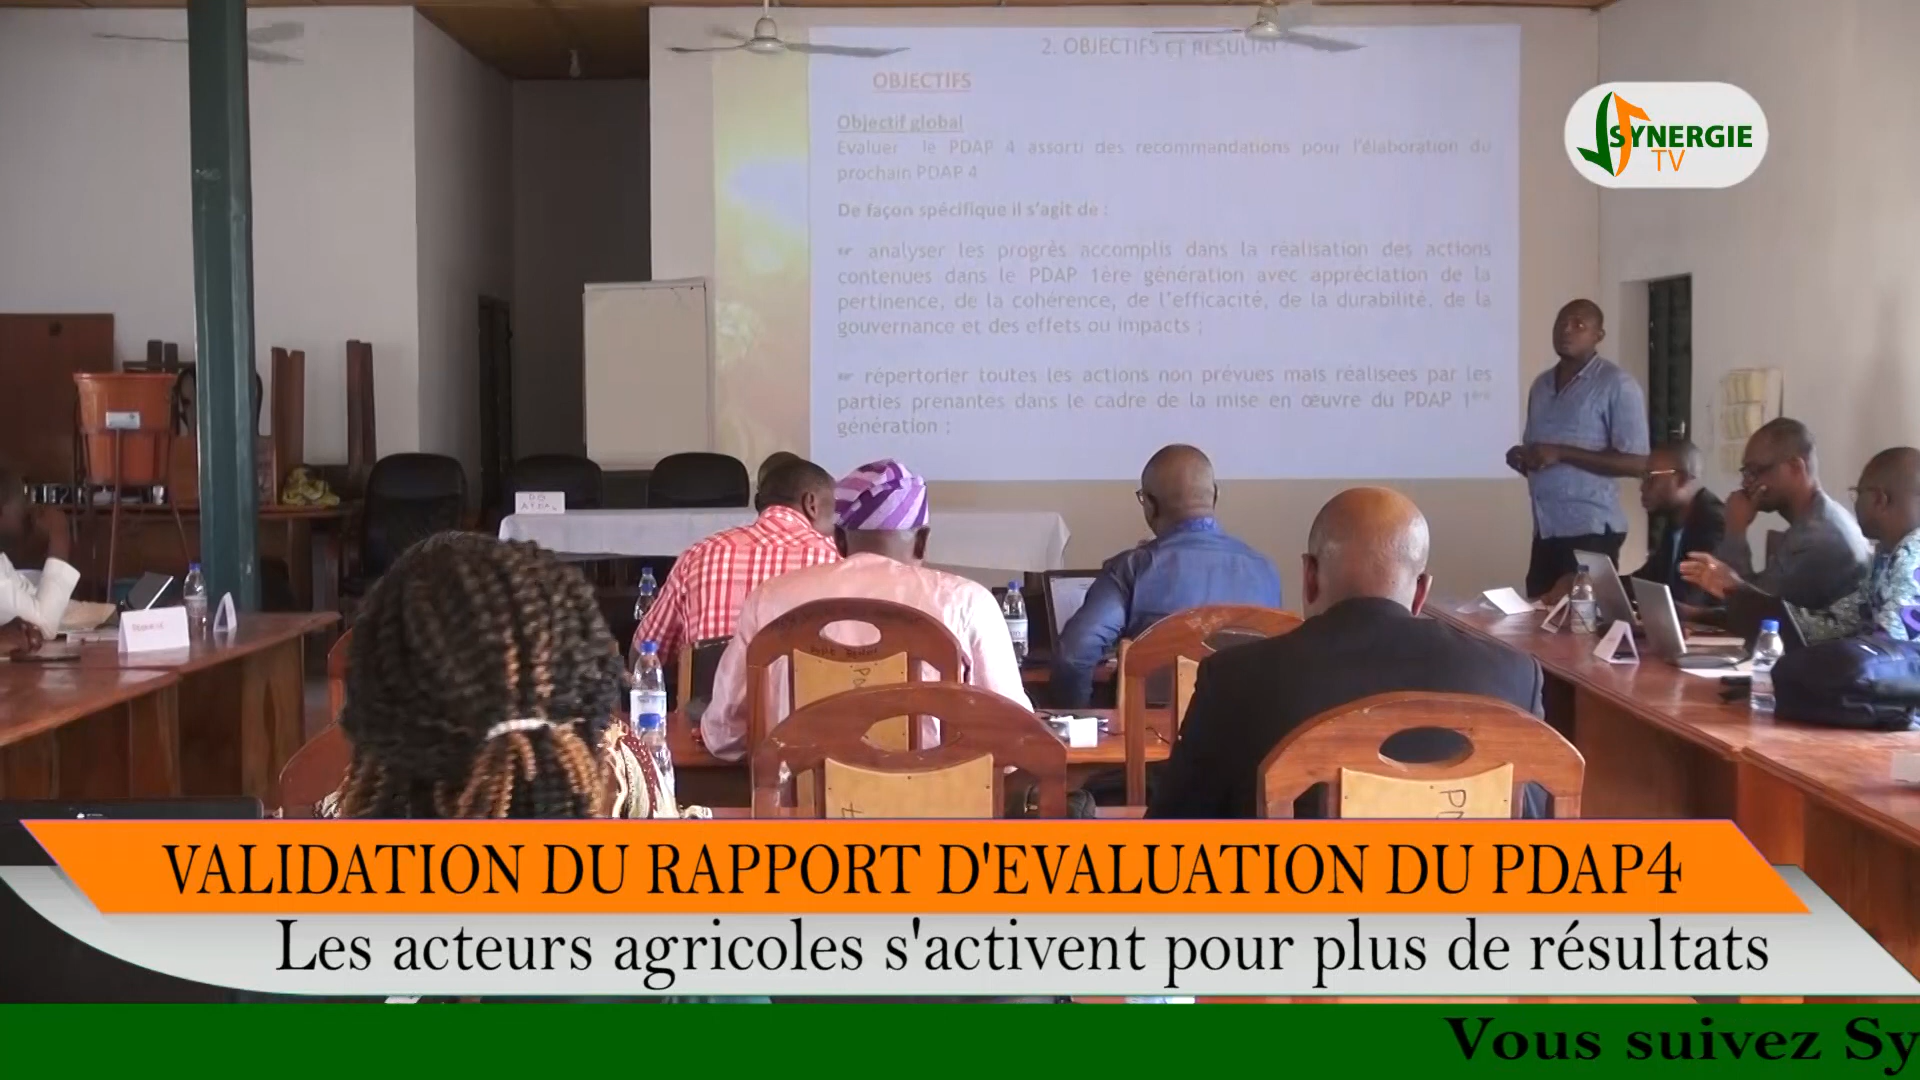 2. OBJECTIFS ET RESULTAT
OBJECTIFS
Objectif global
Evaluer le PDAP 4 assorti des recommandations pour l'élaboration du
prochain PDAP 4
De façon spécifique il s'agit de :
analyser les progrès accomplis dans la réalisation des actions
contenues dans le PDAP 1ère génération avec appréciation de la
pertinence, de la cohérence, de l'efficacité, de la durabilité, de la
gouvernance et des effets ou impacts ;
répertorier toutes les actions non prévues mais réalisées par les
parties prenantes dans le cadre de la mise en œuvre du PDAP 1ère
génération ;
SYNERGIE
TV
DG
VALIDATION DU RAPPORT D'EVALUATION DU PDAP4
Les acteurs agricoles s'activent pour plus de résultats
Vous suivez Sy